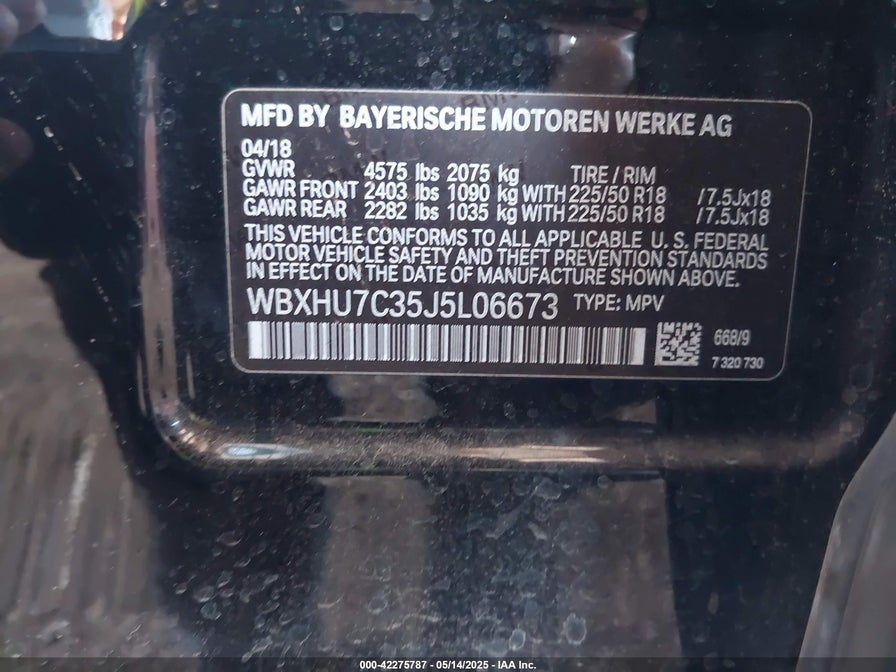 MFD BY BAYERISCHE MOTOREN WERKE AG
04/18
GVWR 4575 lbs 2075 kg TIRE / RIM
GAWR FRONT 2403 lbs 1090 kg WITH 225/50 R18 /7.5Jx18
GAWR REAR 2282 lbs 1035 kg WITH 225/50 R18 /7.5Jx18
THIS VEHICLE CONFORMS TO ALL APPLICABLE U.S. FEDERAL
MOTOR VEHICLE SAFETY AND THEFT PREVENTION STANDARDS
IN EFFECT ON THE DATE OF MANUFACTURE SHOWN ABOVE.
WBXHU7C35J5L06673 TYPE: MPV
668/9
7 320 730
000-42275787 - 05/14/2025 - IAA Inc.